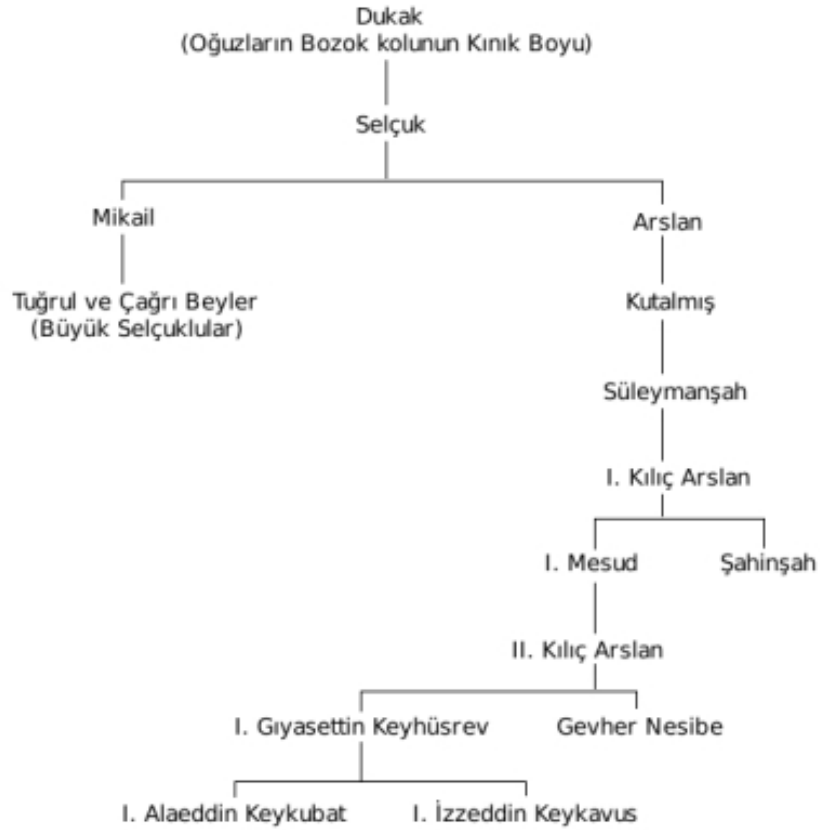 Dukak
(Oğuzların Bozok kolunun Kınık Boyu)
Selçuk
Mikail
Arslan
Tuğrul ve Çağrı Beyler
(Büyük Selçuklular)
Kutalmış
Süleymanşah
I. Kılıç Arslan
I. Mesud
Şahinşah
II. Kılıç Arslan
I. Gıyasettin Keyhüsrev
Gevher Nesibe
I. Alaeddin Keykubat
I. İzzeddin Keykavus